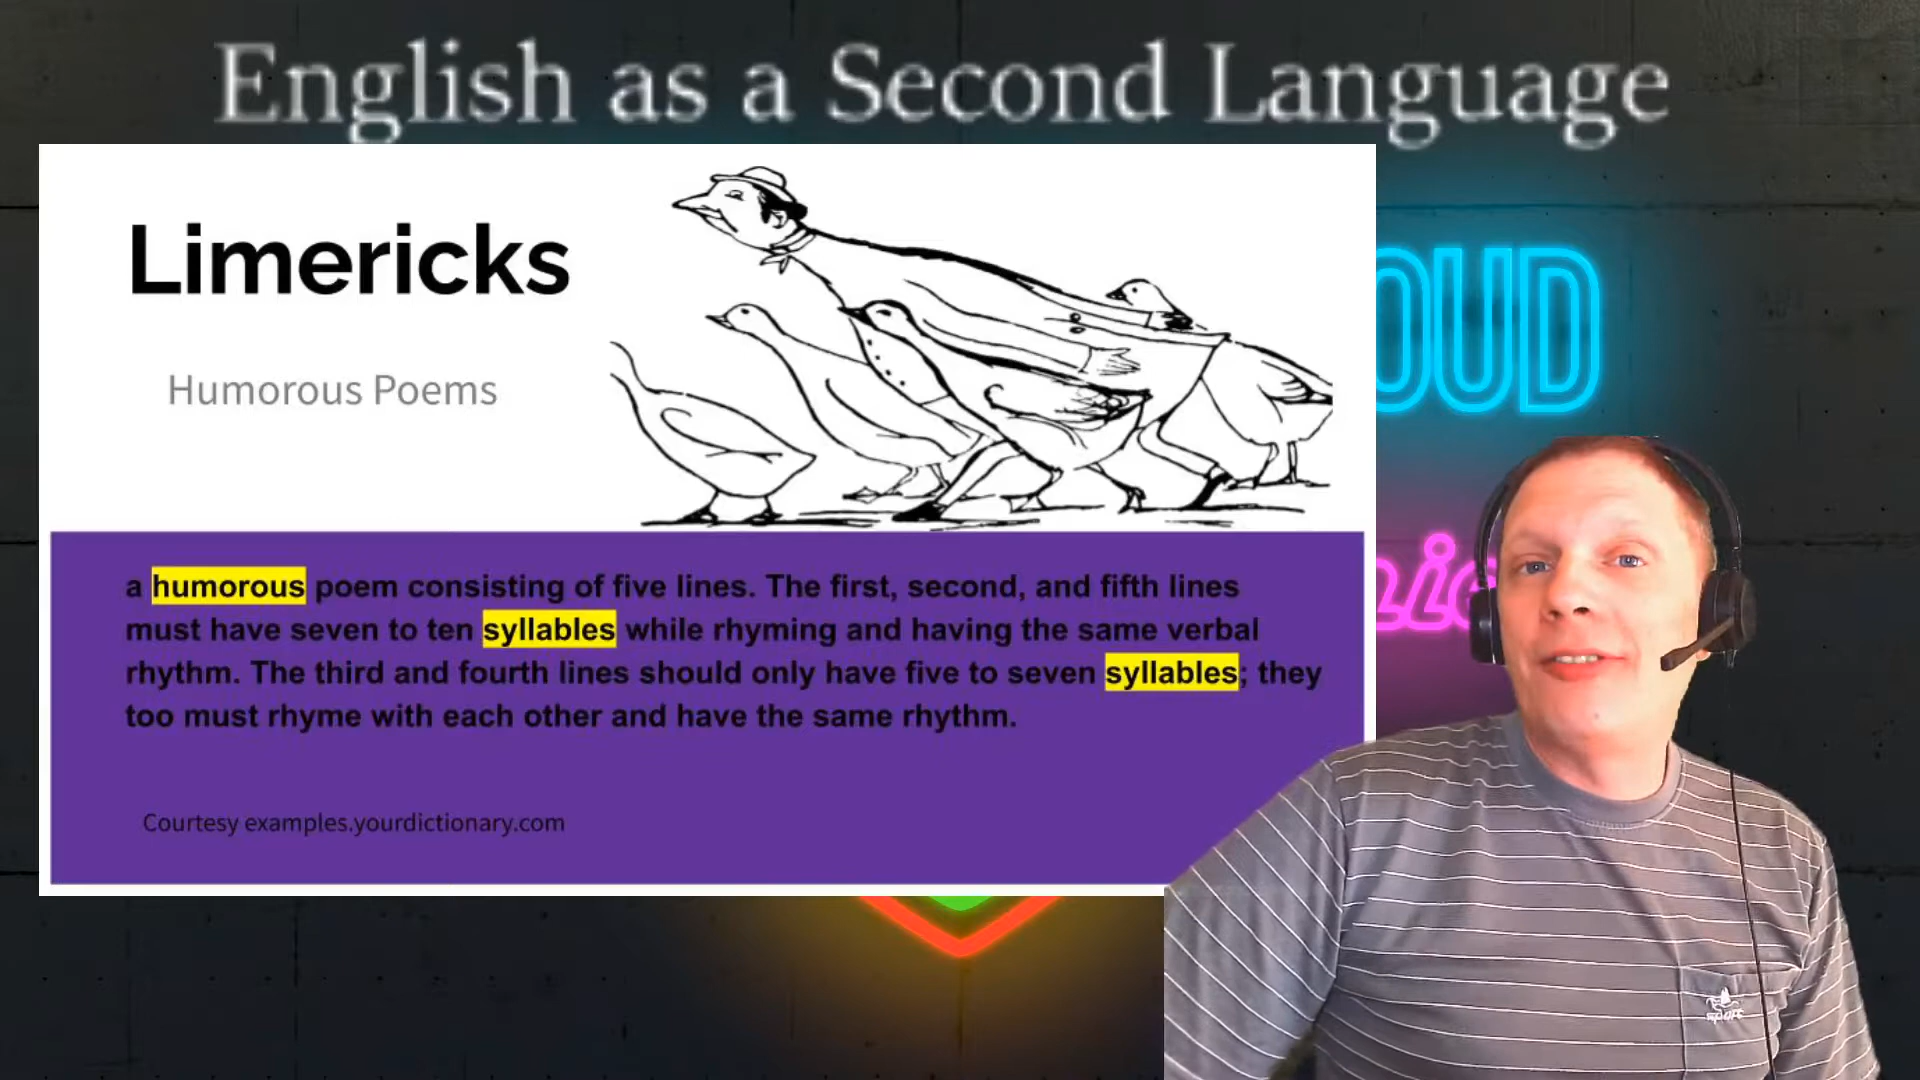 English as a Second Language
Limericks
Humorous Poems
OUD
a humorous poem consisting of five lines. The first, second, and fifth lines
must have seven to ten syllables while rhyming and having the same verbal
rhythm. The third and fourth lines should only have five to seven syllables; they
too must rhyme with each other and have the same rhythm.
Courtesy examples.yourdictionary.com